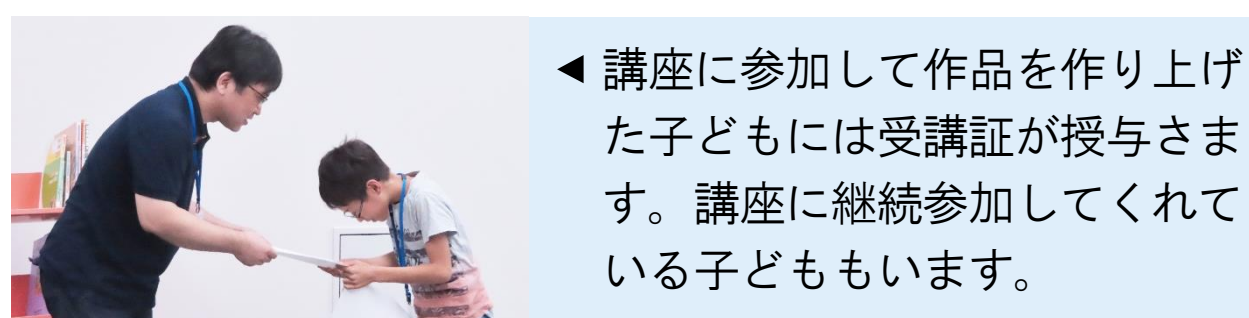 ◀ 講座に参加して作品を作り上げ
た子どもには受講証が授与さま
す。講座に継続参加してくれて
いる子どももいます。